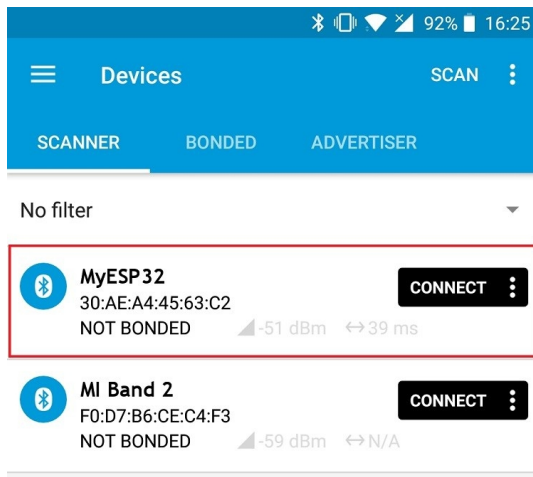 92% 16:25
Devices SCAN
SCANNER BONDED ADVERTISER
No filter
MyESP32
30:AE:A4:45:63:C2
CONNECT
NOT BONDED -51 dBm 39 ms
MI Band 2
F0:D7:B6:CE:C4:F3
CONNECT
NOT BONDED -59 dBm N/A